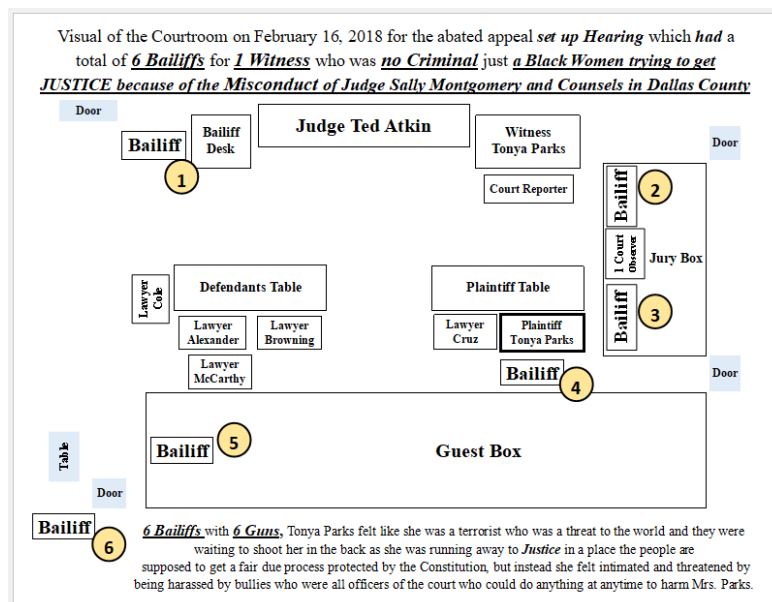 Visual of the Courtroom on February 16, 2018 for the abated appeal set up Hearing which had a
total of 6 Bailiffs for 1 Witness who was no Criminal just a Black Women trying to get
JUSTICE because of the Misconduct of Judge Sally Montgomery and Counsels in Dallas County
Door
Bailiff
1
Bailiff
Desk
Judge Ted Atkin
Witness
Tonya Parks
Door
Court Reporter
Bailiff
2
1 Court
Observer
Jury Box
Bailiff
3
Lawyer
Cole
Defendants Table
Plaintiff Table
Lawyer
Alexander
Lawyer
Browning
Lawyer
Cruz
Plaintiff
Tonya Parks
Lawyer
McCarthy
Bailiff
4
Door
Bailiff
5
Guest Box
Table
Door
Bailiff
6
6 Bailiffs with 6 Guns, Tonya Parks felt like she was a terrorist who was a threat to the world and they were
waiting to shoot her in the back as she was running away to Justice in a place the people are
supposed to get a fair due process protected by the Constitution, but instead she felt intimated and threatened by
being harassed by bullies who were all officers of the court who could do anything at anytime to harm Mrs. Parks.